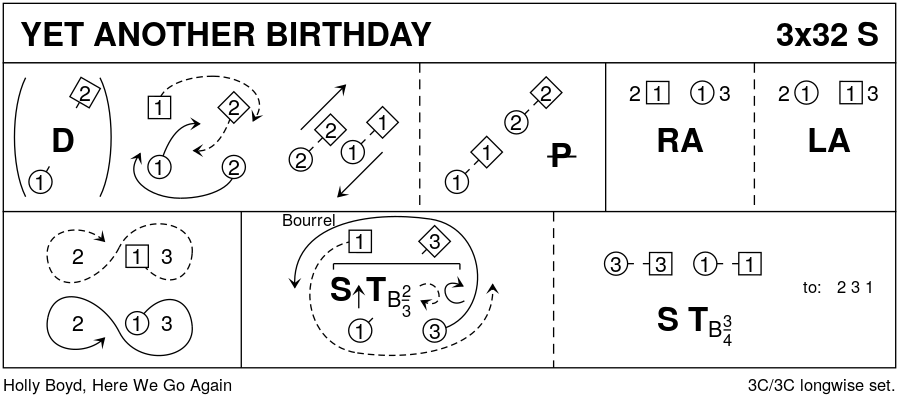 YET ANOTHER BIRTHDAY 3x32 S
2 1 2 2 1 2 1 3 2 1 1 3
D 1 2 2 1 1 P RA LA
1 1 2 2 1 1
Bourrel
2 1 3 1 3 3 3 1 1
S↑T B 2/3 to: 2 3 1
2 1 3 1 3 S T B 3/4
Holly Boyd, Here We Go Again 3C/3C longwise set.